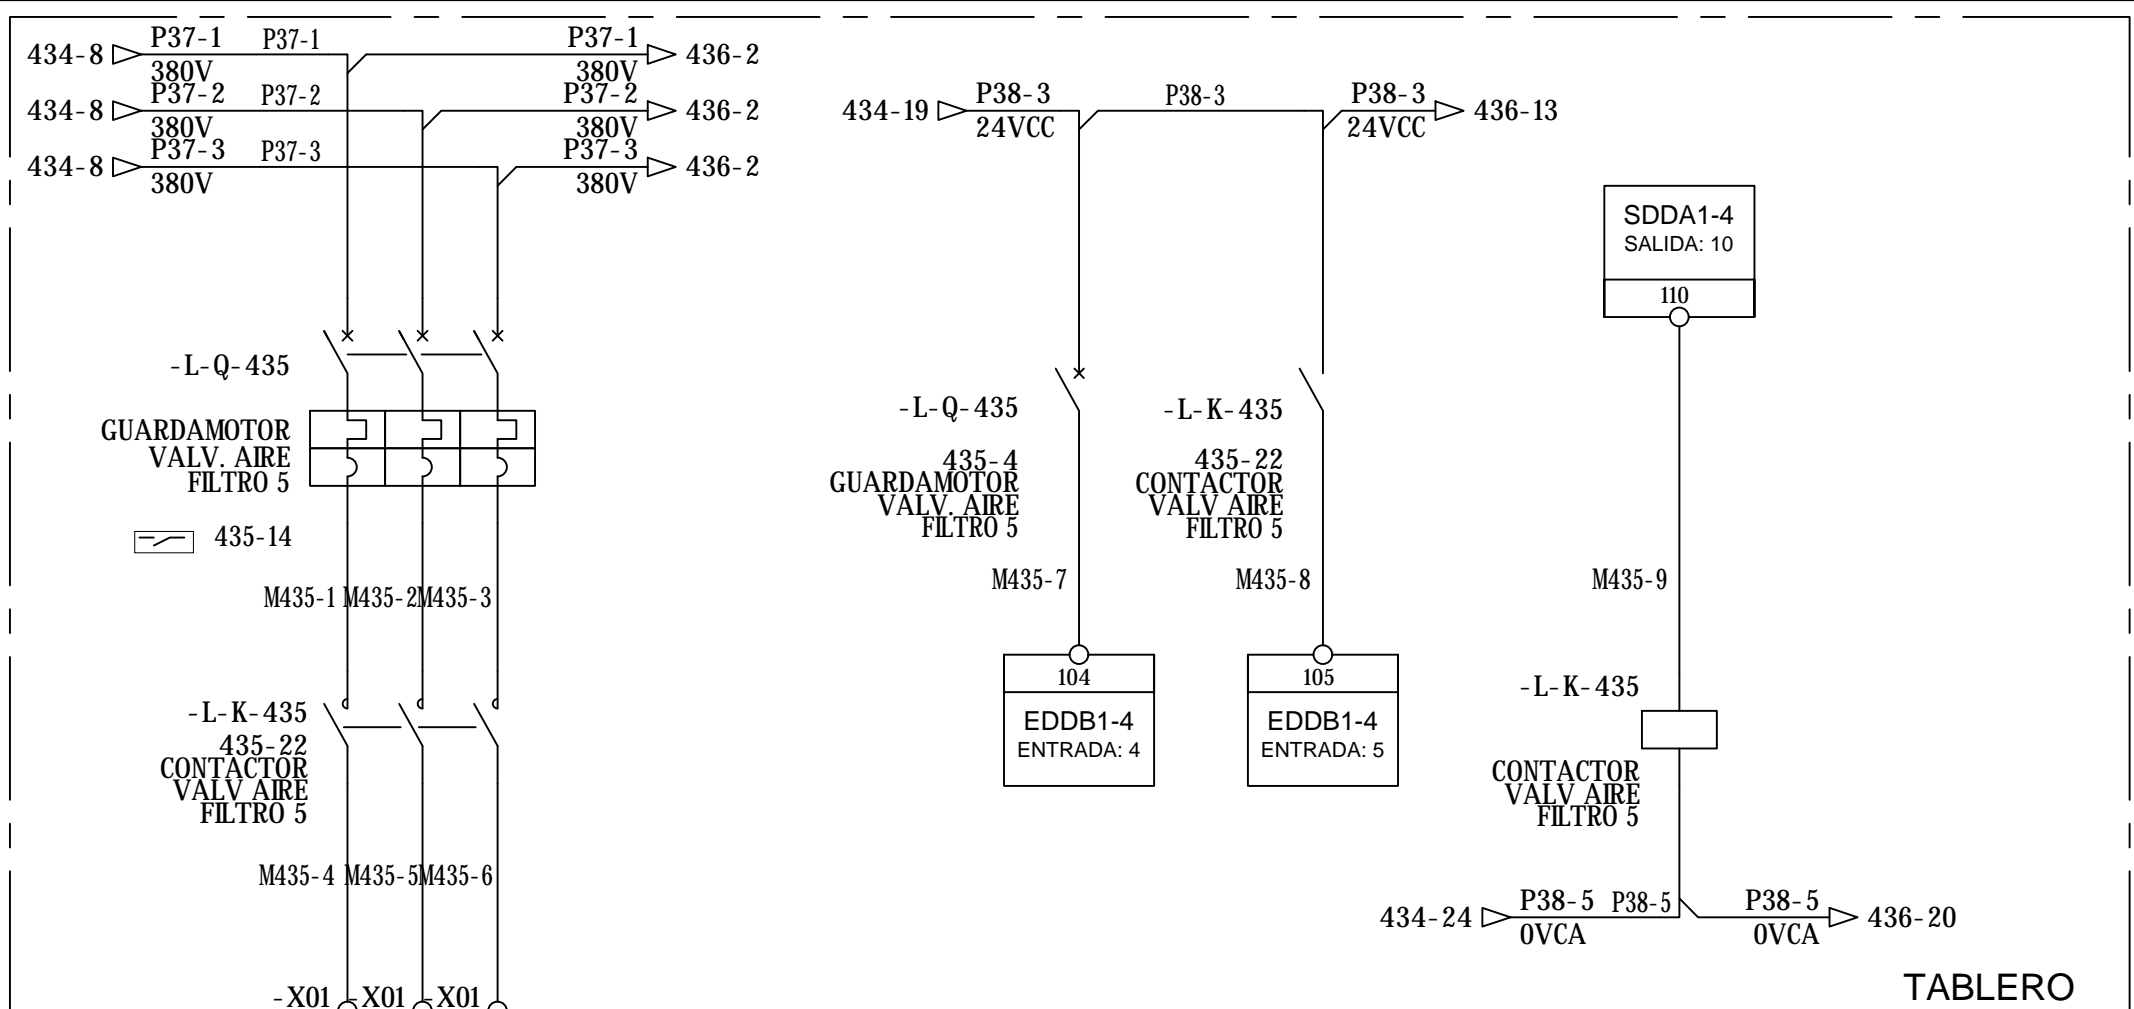 434-8 P37-1 P37-1 P37-1 436-2
380V 380V
434-8 P37-2 P37-2 P37-2 436-2
380V 380V
434-8 P37-3 P37-3 P37-3 436-2
380V 380V
434-19 P38-3 P38-3 P38-3 436-13
24VCC 24VCC
SDDA1-4
SALIDA: 10
110
-L-Q-435
GUARDAMOTOR
VALV. AIRE
FILTRO 5
435-14
M435-1 M435-2 M435-3
-L-K-435
435-22
CONTACTOR
VALV AIRE
FILTRO 5
M435-4 M435-5 M435-6
-X01 -X01 -X01
-L-Q-435
435-4
GUARDAMOTOR
VALV. AIRE
FILTRO 5
M435-7
104
EDDB1-4
ENTRADA: 4
-L-K-435
435-22
CONTACTOR
VALV AIRE
FILTRO 5
M435-8
105
EDDB1-4
ENTRADA: 5
M435-9
-L-K-435
CONTACTOR
VALV AIRE
FILTRO 5
434-24 P38-5 P38-5 P38-5 436-20
0VCA 0VCA
TABLERO